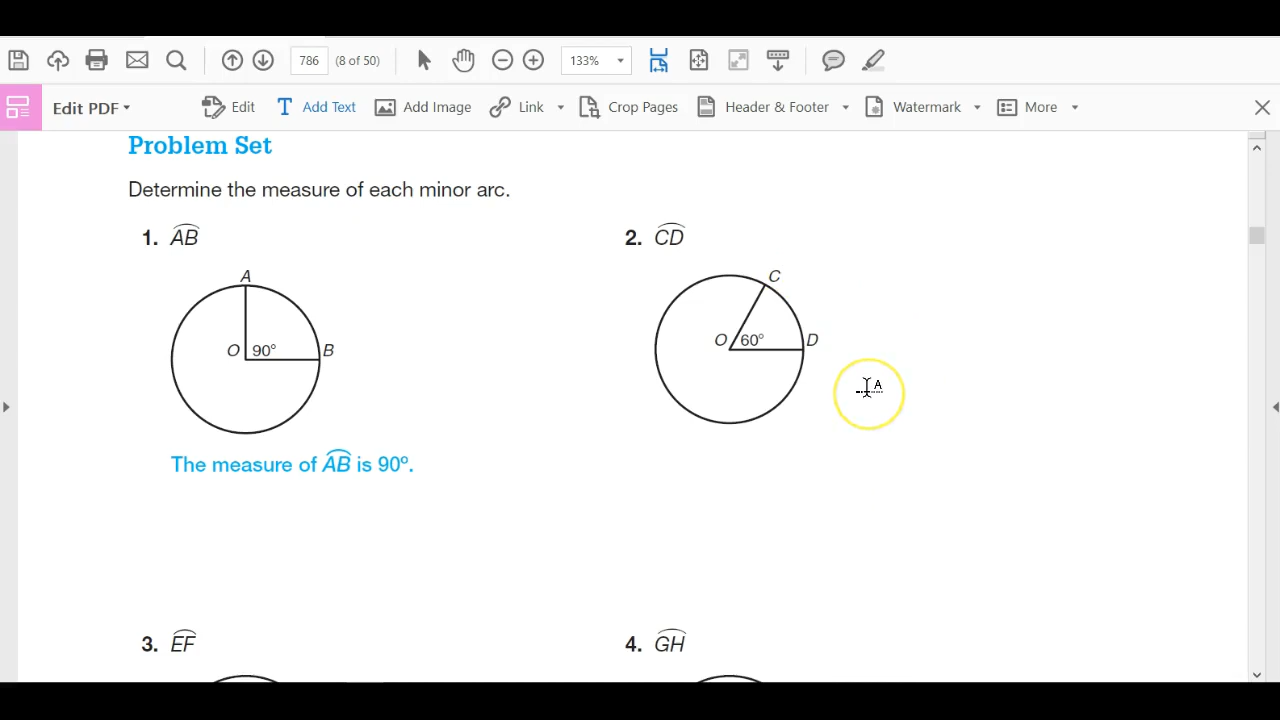 786 (8 of 50) 133%
Edit PDF Edit Add Text Add Image Link Crop Pages Header & Footer Watermark More
Problem Set
Determine the measure of each minor arc.
1. AB
2. CD
A
O 90° B
C
O 60° D
A
The measure of AB is 90º.
3. EF
4. GH